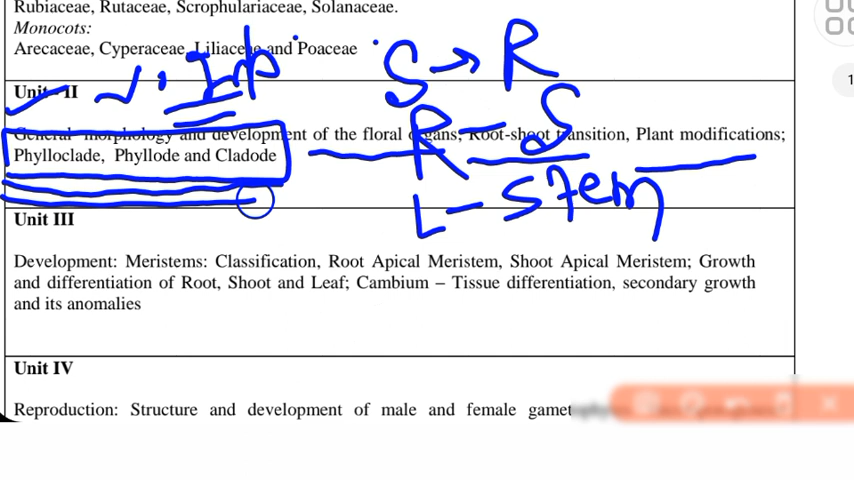 Rubiaceae, Rutaceae, Scrophulariaceae, Solanaceae.
Monocots:
Arecaceae, Cyperaceae, Liliaceae and Poaceae
Imp
S → R
Unit – II
General morphology and development of the floral organs; Root-shoot transition, Plant modifications;
R – S
Phylloclade, Phyllode and Cladode
L – Stem
Unit III
Development: Meristems: Classification, Root Apical Meristem, Shoot Apical Meristem; Growth
and differentiation of Root, Shoot and Leaf; Cambium – Tissue differentiation, secondary growth
and its anomalies
Unit IV
Reproduction: Structure and development of male and female
1